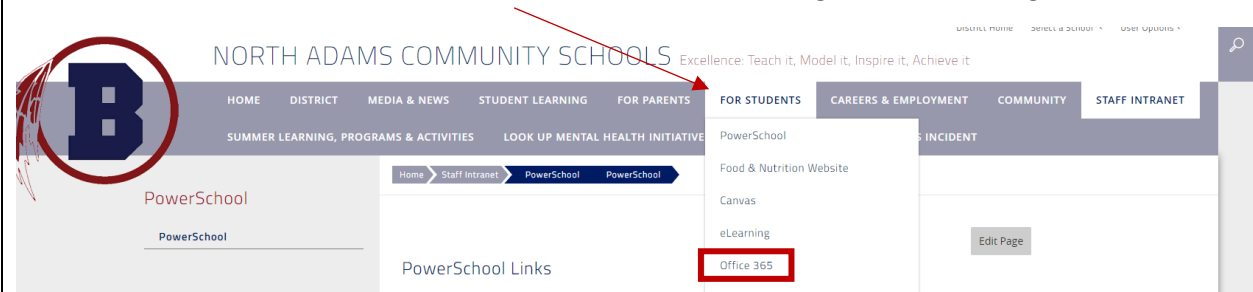 District Home Select a School User Options
NORTH ADAMS COMMUNITY SCHOOLS Excellence: Teach it, Model it, Inspire it, Achieve it
B
HOME DISTRICT MEDIA & NEWS STUDENT LEARNING FOR PARENTS FOR STUDENTS CAREERS & EMPLOYMENT COMMUNITY STAFF INTRANET
SUMMER LEARNING, PROGRAMS & ACTIVITIES LOOK UP MENTAL HEALTH INITIATIVE INCIDENT
PowerSchool
Food & Nutrition Website
Canvas
eLearning
Office 365
Home Staff Intranet PowerSchool PowerSchool
PowerSchool
PowerSchool
Edit Page
PowerSchool Links